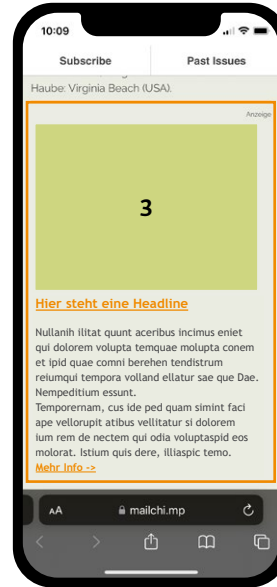 10:09
Subscribe
Past Issues
Haube: Virginia Beach (USA).
Anzeige
3
Hier steht eine Headline
Nullanih ilitat quunt aceribus incimus eniet
qui dolorem volupta temquae molupta conem
et ipid quae comni berehen tendistrum
reiumqui tempora volland ellatur sae que Dae.
Nempeditium essunt.
Temporernam, cus ide ped quam simint faci
ape vellorupit atibus vellitatur si dolorem
ium rem de nectem qui odia voluptaspid eos
molorat. Istium quis dere, illiaspic temo.
Mehr Info ->
AA
mailchi.mp